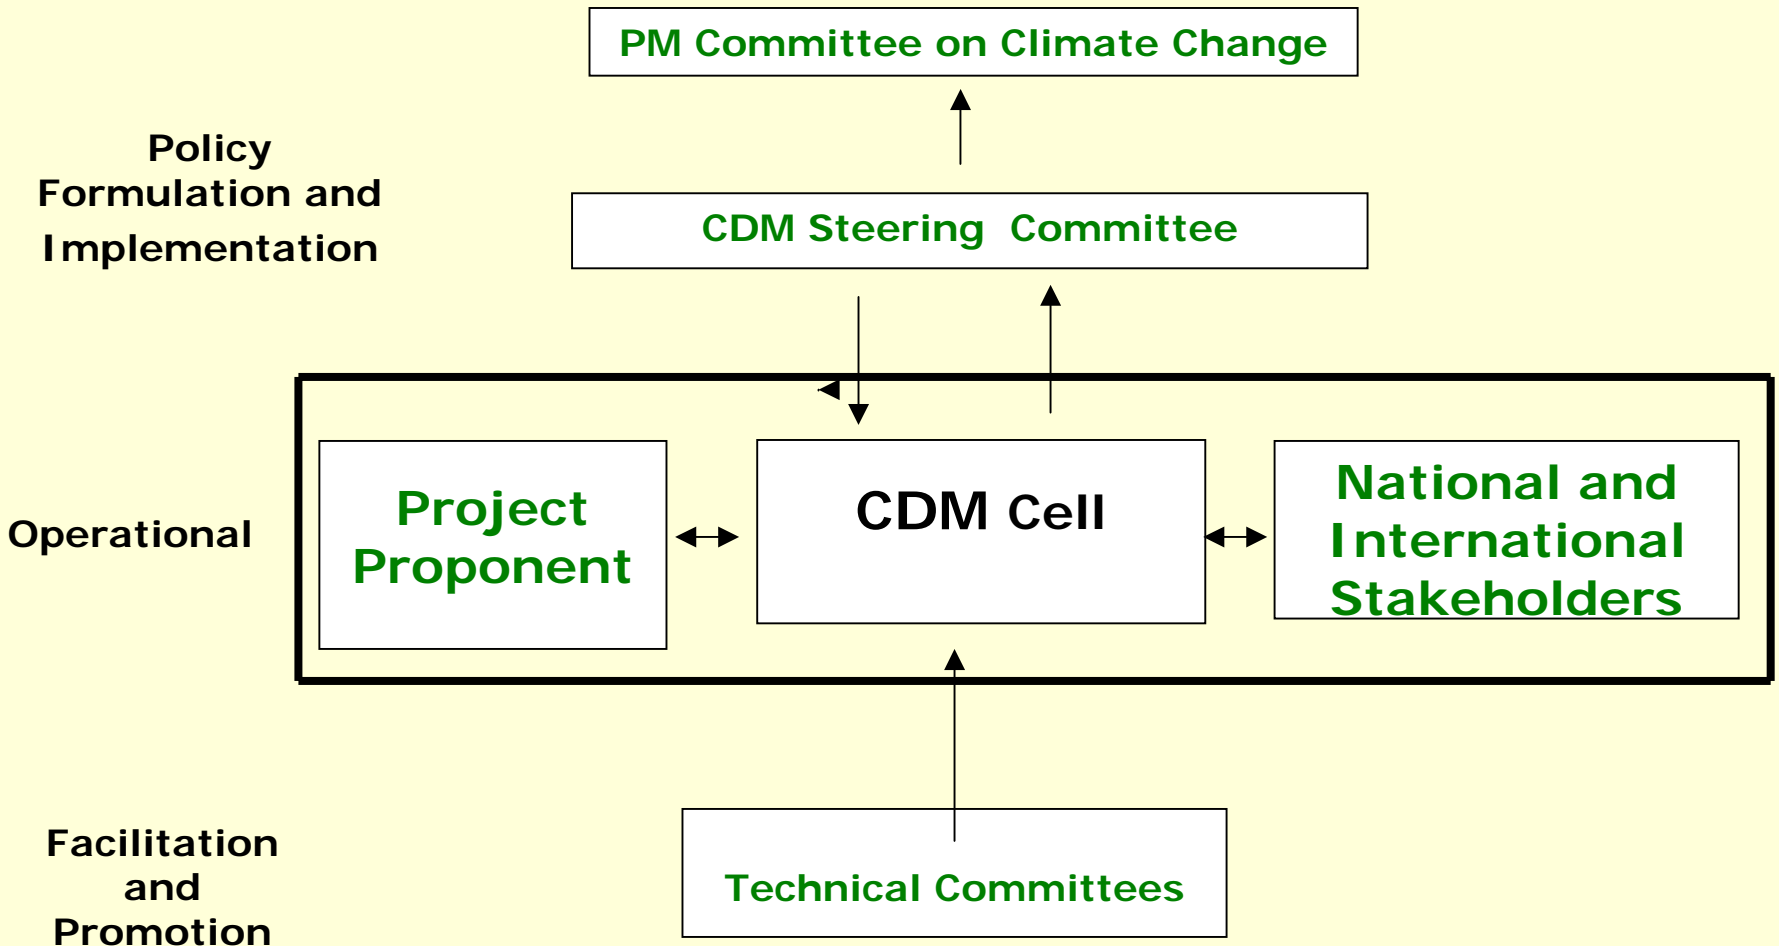 PM Committee on Climate Change
Policy
Formulation and
Implementation
CDM Steering Committee
Operational
Project
Proponent
CDM Cell
National and
International
Stakeholders
Facilitation
and
Promotion
Technical Committees